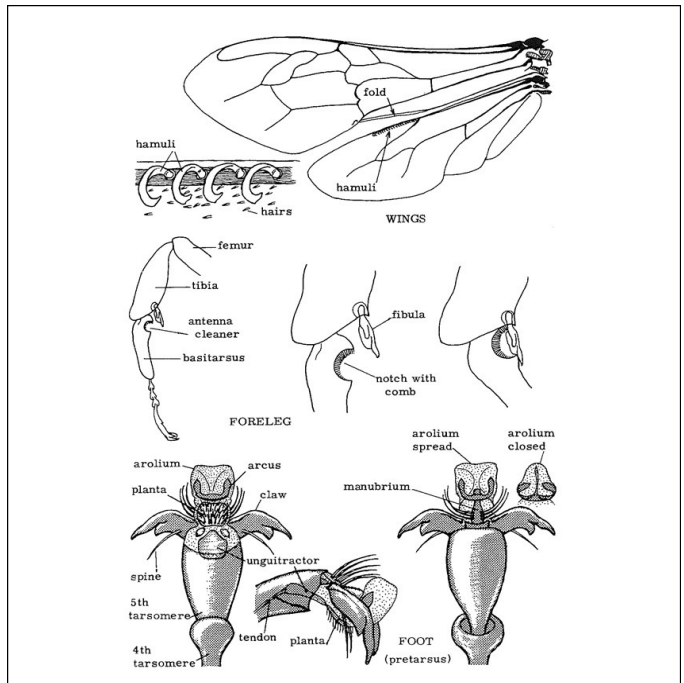 fold
hamuli
hamuli
hairs
WINGS
femur
tibia
antenna
cleaner
fibula
basitarsus
notch with
comb
FORELEG
arolium
spread
arolium
closed
arolium
arcus
planta
claw
manubrium
unguitractor
spine
5th
tarsomere
tendon
planta
FOOT
(pretarsus)
4th
tarsomere